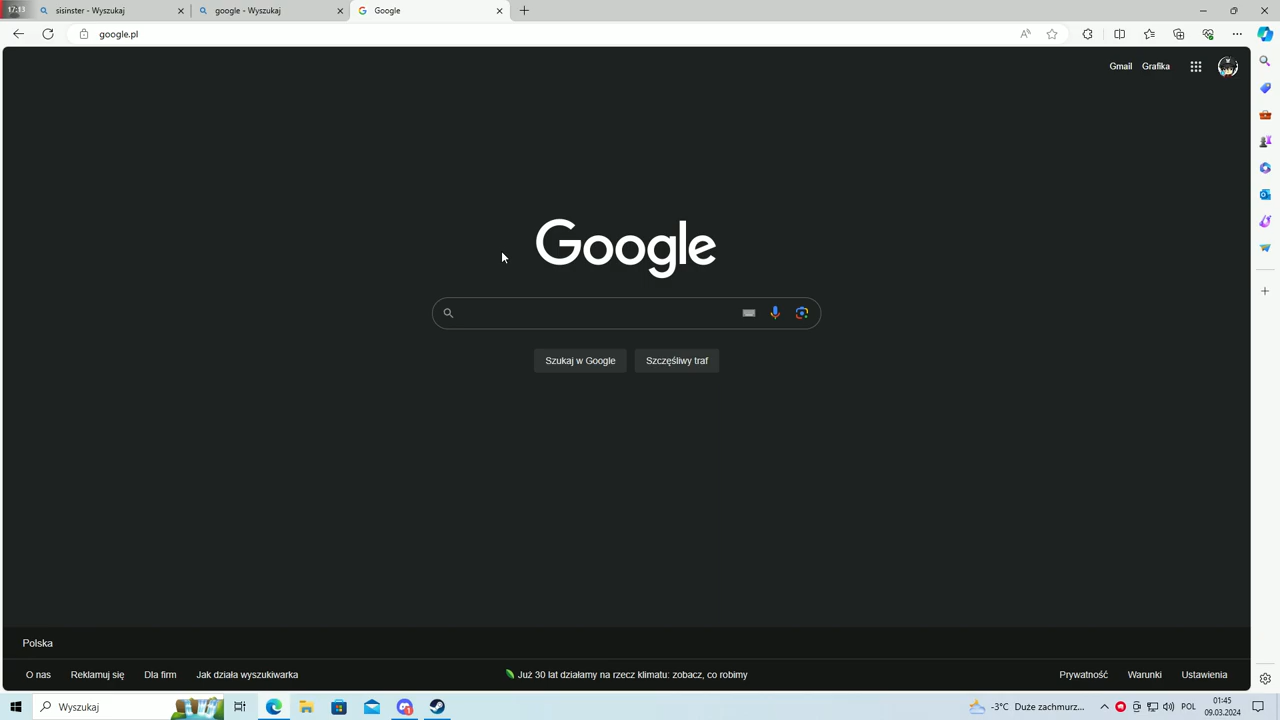 17:13
sisinster - Wyszukaj
google - Wyszukaj
Google
google.pl
Gmail
Grafika
Google
Szukaj w Google
Szczęśliwy traf
Polska
O nas
Reklamuj się
Dla firm
Jak działa wyszukiwarka
Już 30 lat działamy na rzecz klimatu: zobacz, co robimy
Prywatność
Warunki
Ustawienia
Wyszukaj
1
-3°C Duże zachmurz...
POL
01:45
09.03.2024